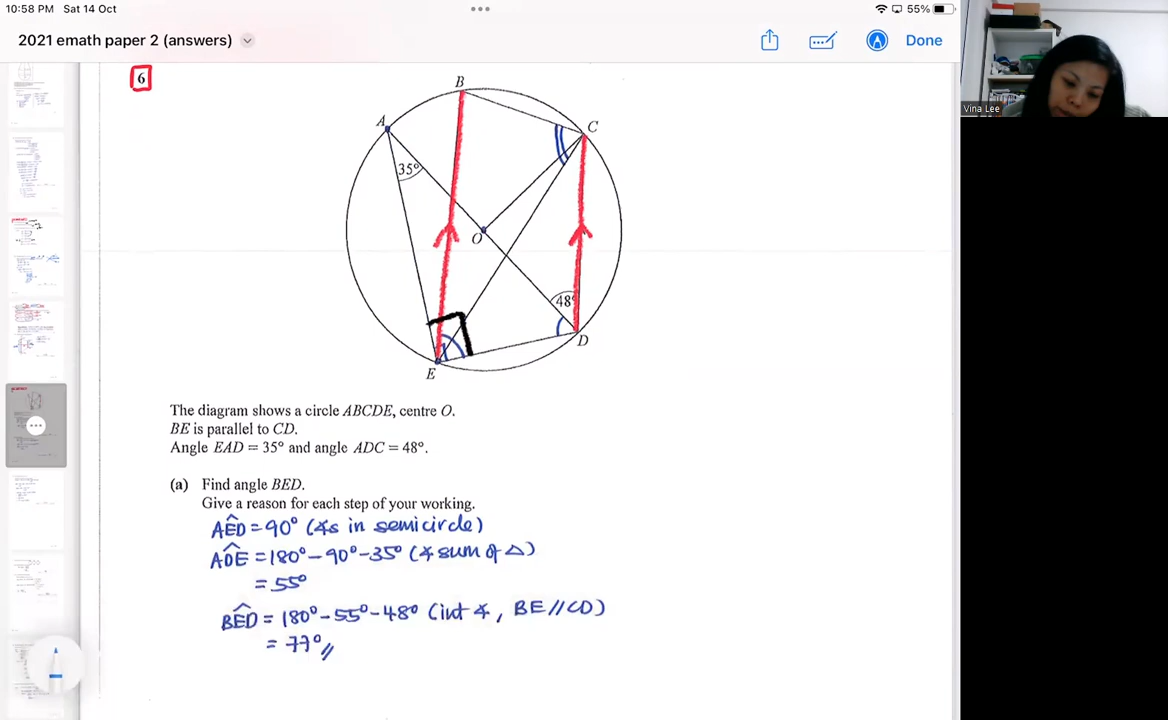 10:58 PM Sat 14 Oct
55%
2021 emath paper 2 (answers)
Done
Vina Lee
6
B
A
C
35°
O
48°
D
E
The diagram shows a circle ABCDE, centre O.
BE is parallel to CD.
Angle EAD = 35° and angle ADC = 48°.
(a) Find angle BED.
Give a reason for each step of your working.
AÊD = 90° (∡s in semicircle)
AD̂E = 180° - 90° - 35° (∡ sum of △)
= 55°
BÊD = 180° - 55° - 48° (int ∡, BE // CD)
= 77° //